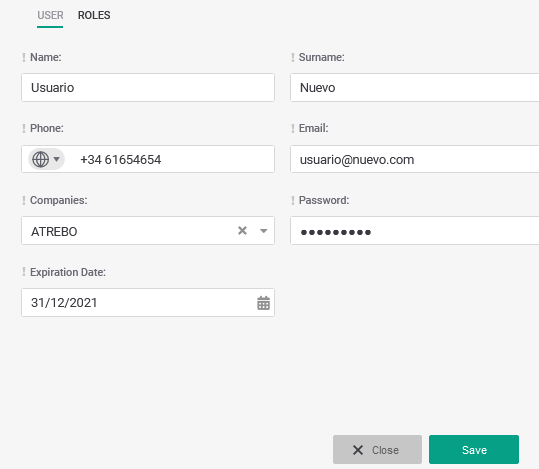 USER ROLES
! Name: ! Surname:
Usuario Nuevo
! Phone: ! Email:
+34 61654654 usuario@nuevo.com
! Companies: ! Password:
ATREBO ●●●●●●●●●
! Expiration Date:
31/12/2021
Close Save